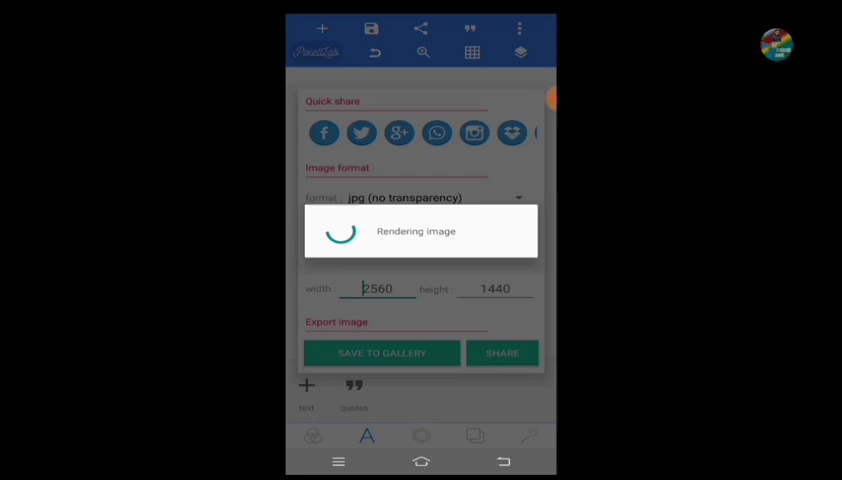 PixelLab
Quick share
Image format
format : jpg (no transparency)
Rendering image
width : 2560 height : 1440
Export image
SAVE TO GALLERY SHARE
text quotes